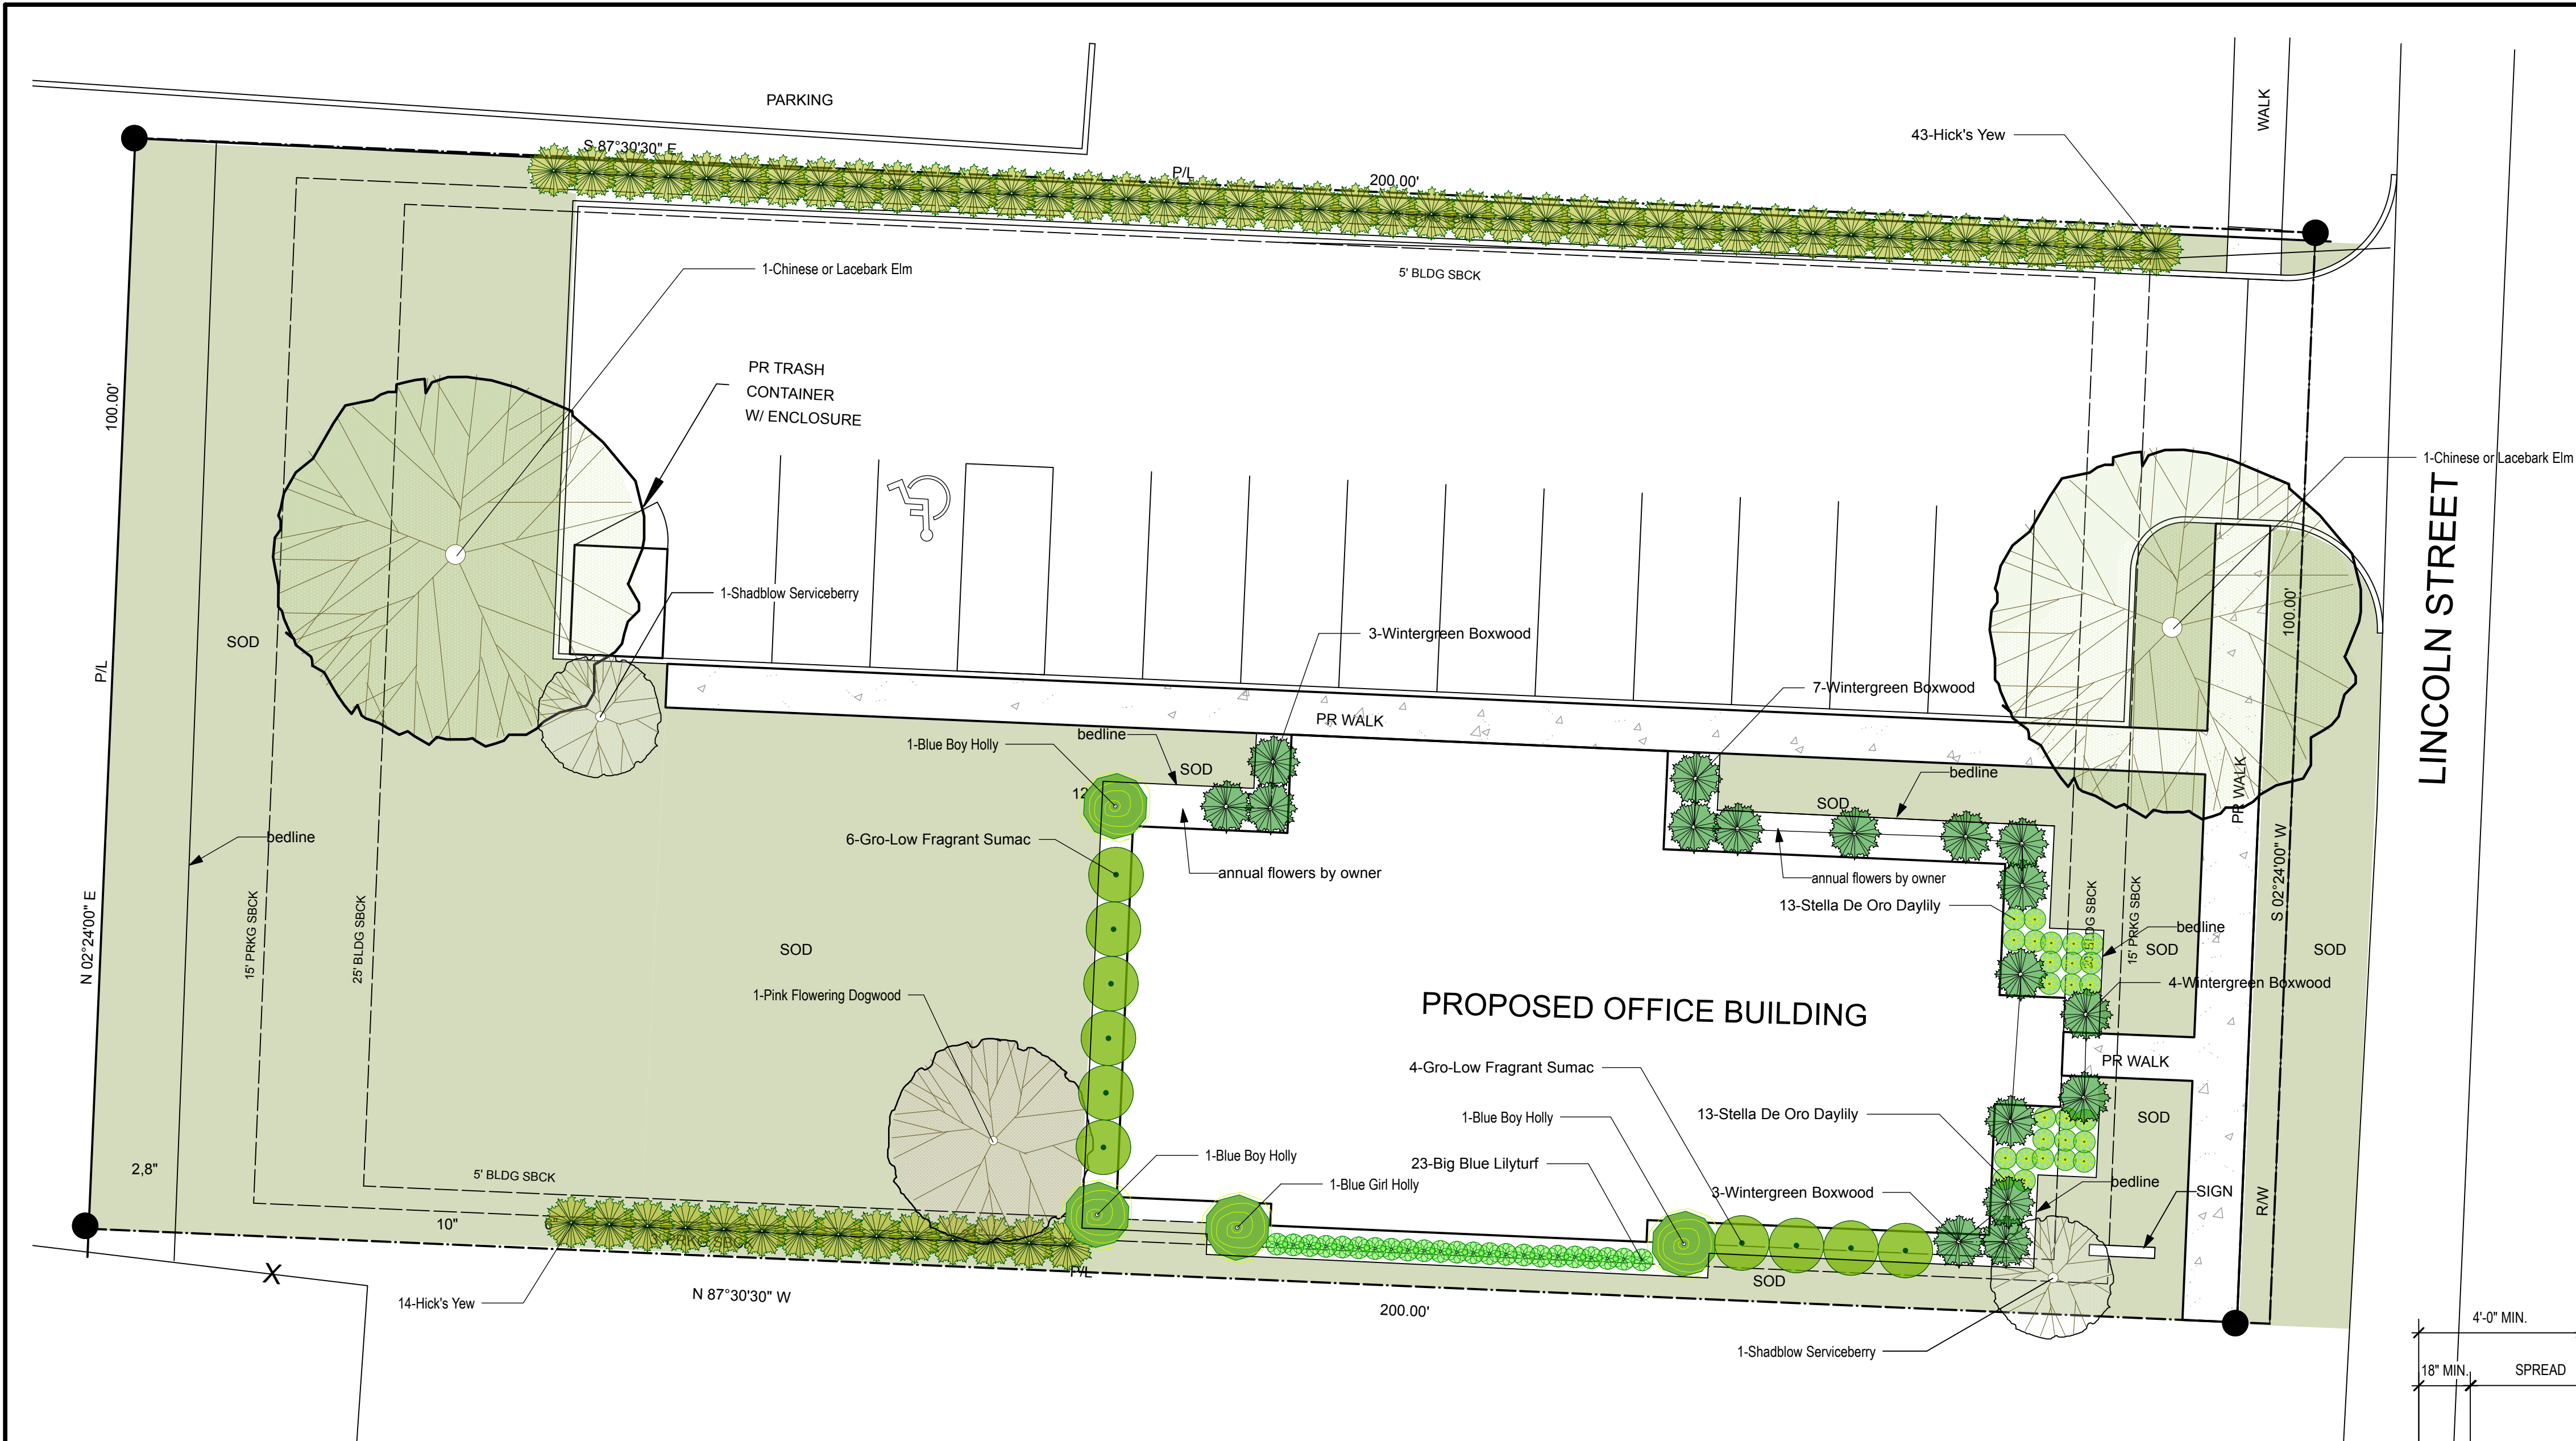 PARKING
WALK
43-Hick's Yew
S 87°30'30" E
P/L
200.00'
1-Chinese or Lacebark Elm
5' BLDG SBCK
PR TRASH
CONTAINER
W/ ENCLOSURE
100.00'
1-Chinese or Lacebark Elm
LINCOLN STREET
1-Shadblow Serviceberry
100.00'
SOD
3-Wintergreen Boxwood
P/L
7-Wintergreen Boxwood
PR WALK
bedline
1-Blue Boy Holly
SOD
bedline
PR WALK
12'
SOD
bedline
6-Gro-Low Fragrant Sumac
annual flowers by owner
annual flowers by owner
S 02°24'00" W
13-Stella De Oro Daylily
15' PRKG SBCK
25' BLDG SBCK
N 02°24'00" E
BLDG SBCK
15' PRKG SBCK
bedline
SOD
SOD
SOD
4-Wintergreen Boxwood
1-Pink Flowering Dogwood
PROPOSED OFFICE BUILDING
PR WALK
4-Gro-Low Fragrant Sumac
1-Blue Boy Holly
13-Stella De Oro Daylily
SOD
1-Blue Boy Holly
23-Big Blue Lilyturf
2,8"
5' BLDG SBCK
1-Blue Girl Holly
3-Wintergreen Boxwood
bedline
SIGN
R/W
10"
PRKG SBCK
P/L
X
SOD
14-Hick's Yew
N 87°30'30" W
200.00'
1-Shadblow Serviceberry
4'-0" MIN.
18" MIN.
SPREAD